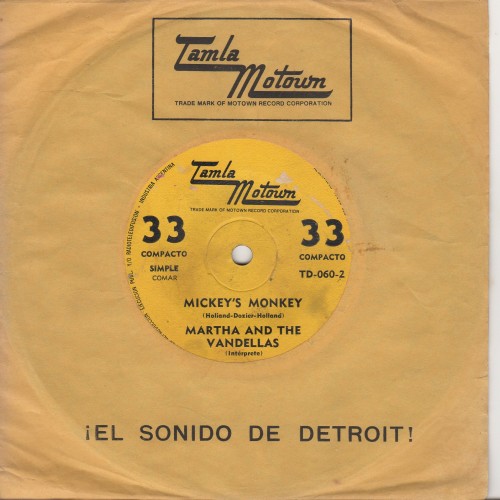 Tamla
Motown
TRADE MARK OF MOTOWN RECORD CORPORATION
Tamla
Motown
TRADE MARK OF MOTOWN RECORD CORPORATION
33 33
COMPACTO COMPACTO
SIMPLE TD-060-2
COMAR
MICKEY'S MONKEY
(Holland-Dozier-Holland)
MARTHA AND THE
VANDELLAS
(Intérprete)
INDUSTRIA ARGENTINA
¡EL SONIDO DE DETROIT!